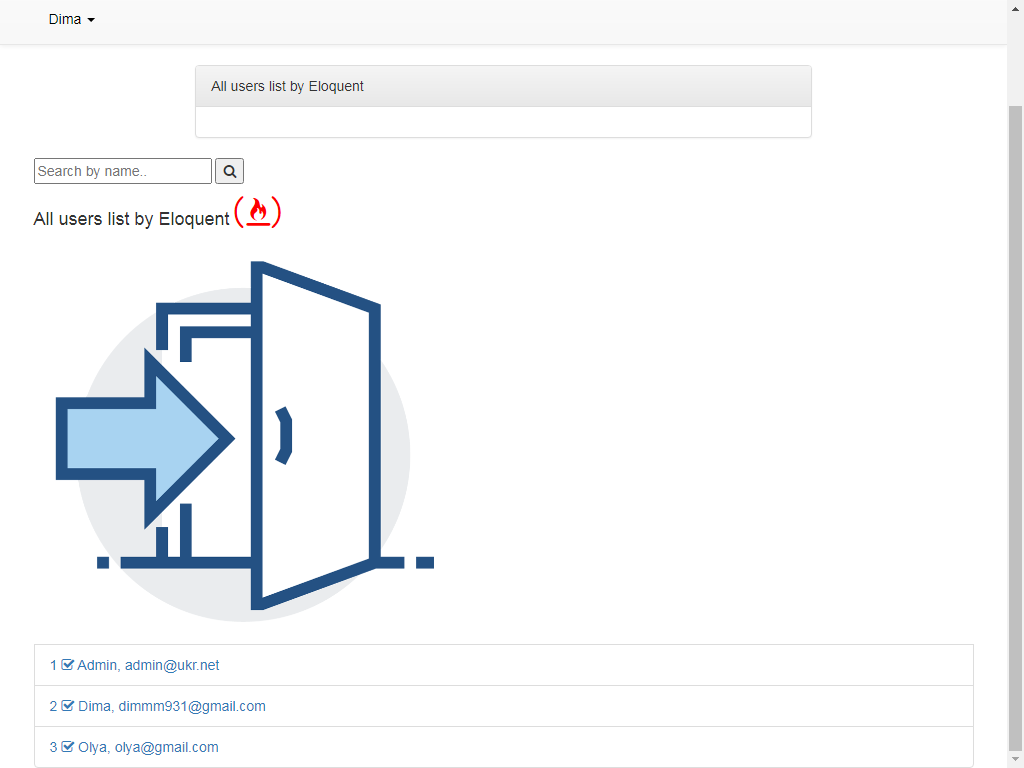 Dima
All users list by Eloquent
Search by name..
All users list by Eloquent
1 Admin, admin@ukr.net
2 Dima, dimmm931@gmail.com
3 Olya, olya@gmail.com